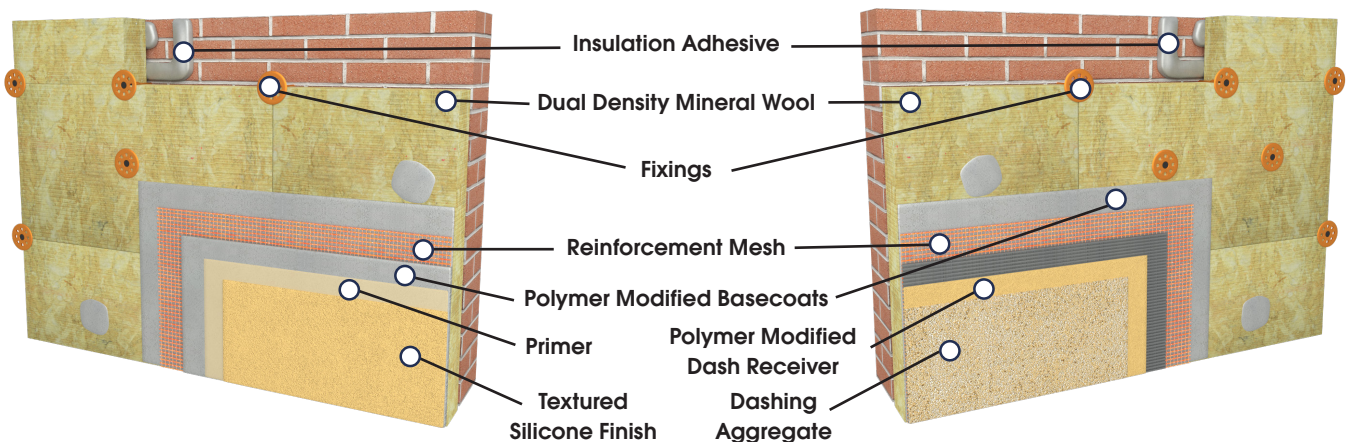 Insulation Adhesive
Dual Density Mineral Wool
Fixings
Reinforcement Mesh
Polymer Modified Basecoats
Primer
Polymer Modified
Dash Receiver
Textured
Silicone Finish
Dashing
Aggregate